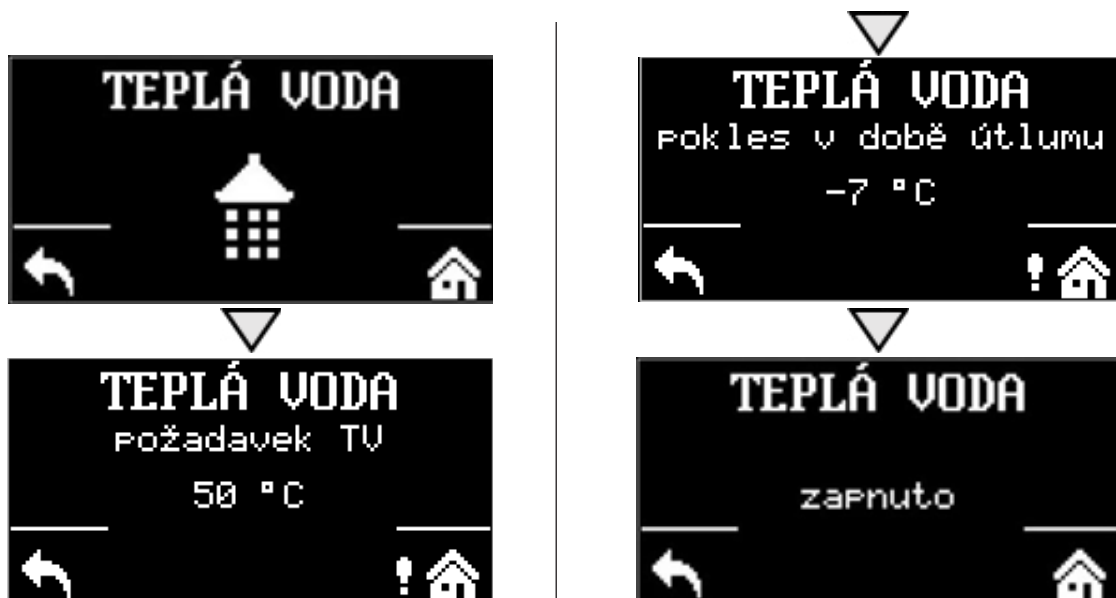 TEPLÁ VODA
TEPLÁ VODA
požadavek TV
50 °C
!
TEPLÁ VODA
pokles v době útlumu
-7 °C
!
TEPLÁ VODA
zapnuto